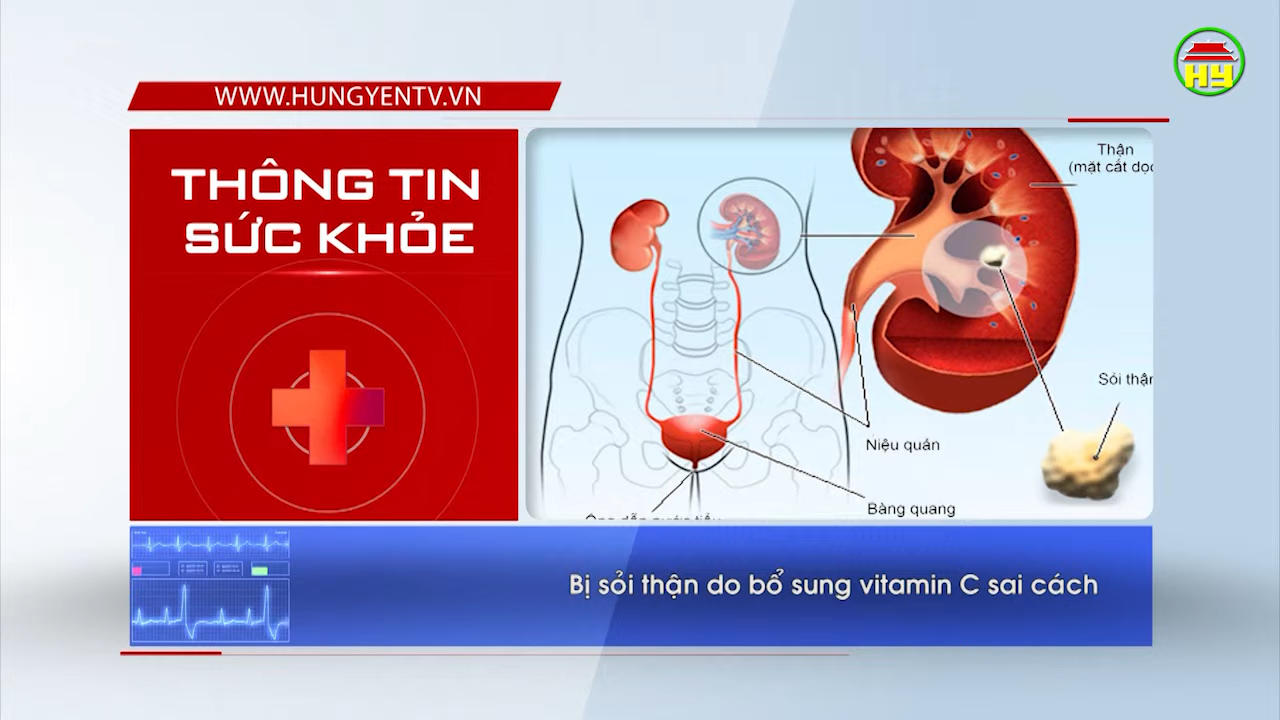 WWW.HUNGYENTV.VN
HY
THÔNG TIN
SỨC KHỎE
Thận
(mặt cắt dọc
Sỏi thận
Niệu quản
Bàng quang
Bị sỏi thận do bổ sung vitamin C sai cách